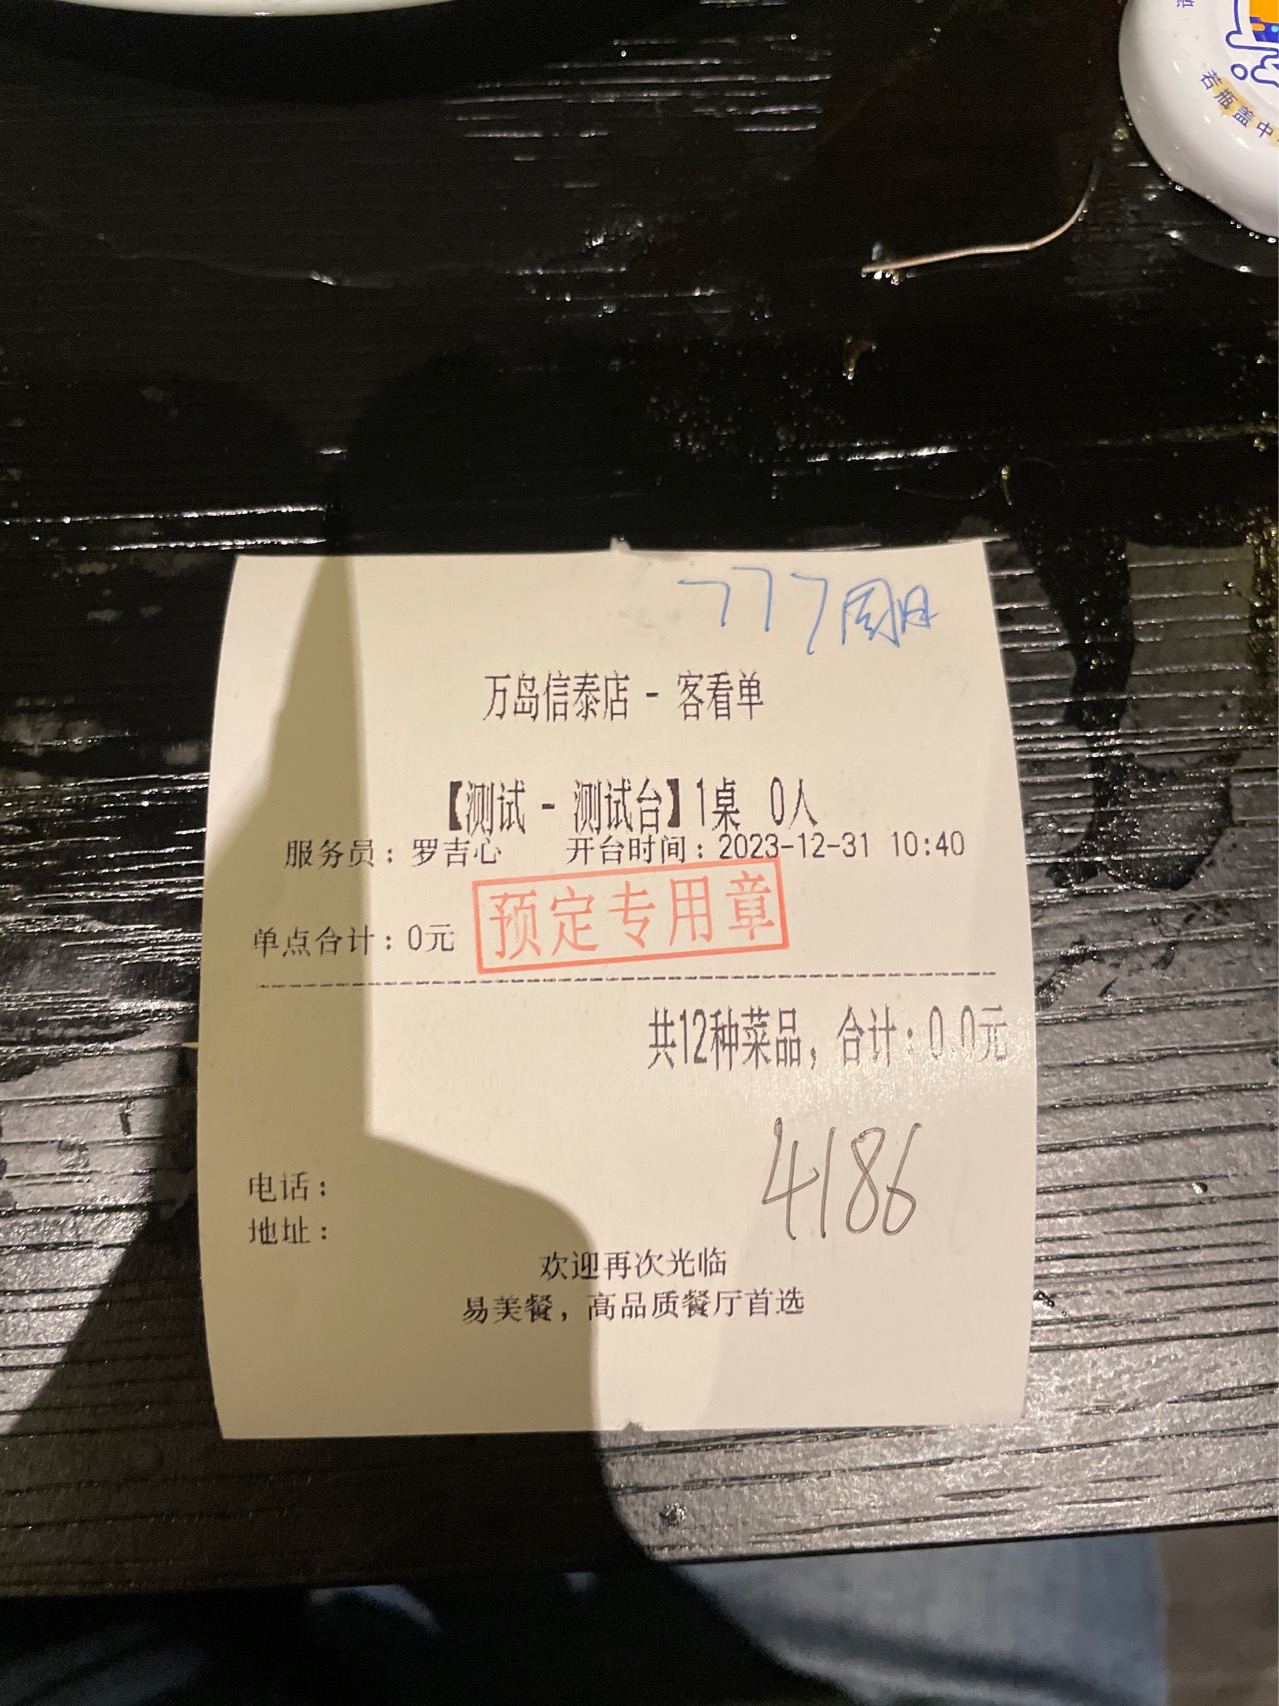 若瓶盖中
777周
万岛信泰店 - 客看单
【测试 - 测试台】1桌 0人
服务员：罗吉心 开台时间：2023-12-31 10:40
预定专用章
单点合计：0元
共12种菜品，合计：0.0元
4186
电话：
地址：
欢迎再次光临
易美餐，高品质餐厅首选